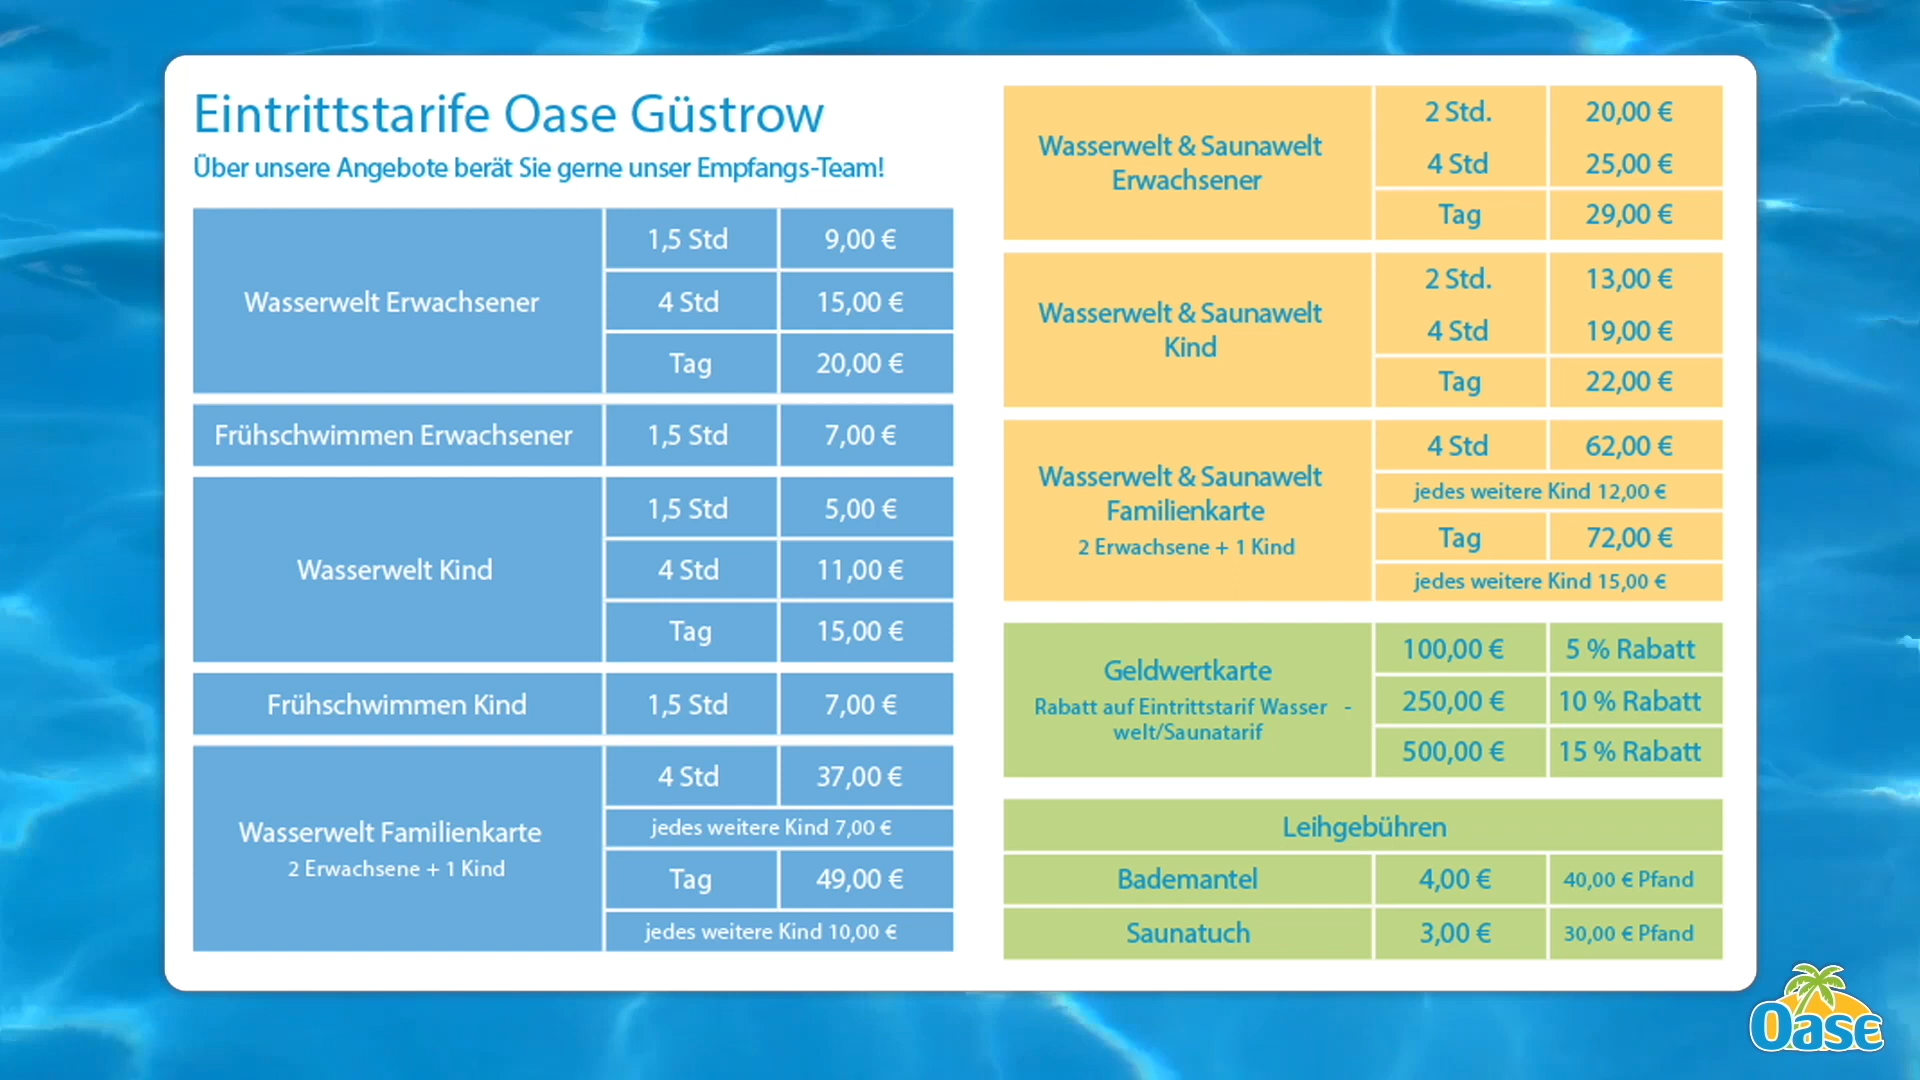 Eintrittstarife Oase Güstrow
Über unsere Angebote berät Sie gerne unser Empfangs-Team!
Wasserwelt Erwachsener
1,5 Std 9,00 €
4 Std 15,00 €
Tag 20,00 €
Frühschwimmen Erwachsener 1,5 Std 7,00 €
Wasserwelt Kind
1,5 Std 5,00 €
4 Std 11,00 €
Tag 15,00 €
Frühschwimmen Kind 1,5 Std 7,00 €
Wasserwelt Familienkarte
2 Erwachsene + 1 Kind
4 Std 37,00 €
jedes weitere Kind 7,00 €
Tag 49,00 €
jedes weitere Kind 10,00 €
Wasserwelt & Saunawelt
Erwachsener
2 Std. 20,00 €
4 Std 25,00 €
Tag 29,00 €
Wasserwelt & Saunawelt
Kind
2 Std. 13,00 €
4 Std 19,00 €
Tag 22,00 €
Wasserwelt & Saunawelt
Familienkarte
2 Erwachsene + 1 Kind
4 Std 62,00 €
jedes weitere Kind 12,00 €
Tag 72,00 €
jedes weitere Kind 15,00 €
Geldwertkarte
Rabatt auf Eintrittstarif Wasser -
welt/Saunatarif
100,00 € 5 % Rabatt
250,00 € 10 % Rabatt
500,00 € 15 % Rabatt
Leihgebühren
Bademantel 4,00 € 40,00 € Pfand
Saunatuch 3,00 € 30,00 € Pfand
Oase